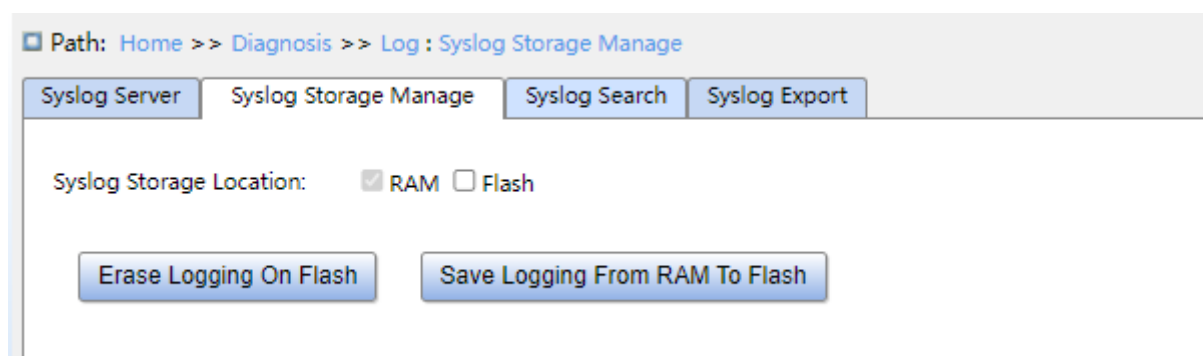 Path: Home >> Diagnosis >> Log : Syslog Storage Manage
Syslog Server Syslog Storage Manage Syslog Search Syslog Export
Syslog Storage Location: RAM Flash
Erase Logging On Flash Save Logging From RAM To Flash